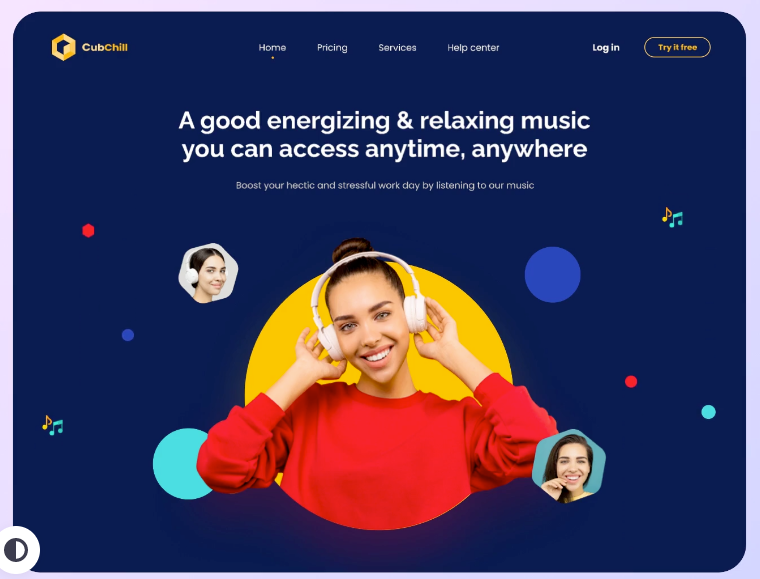 CubChill
Home Pricing Services Help center
Log in
Try it free
A good energizing & relaxing music
you can access anytime, anywhere
Boost your hectic and stressful work day by listening to our music